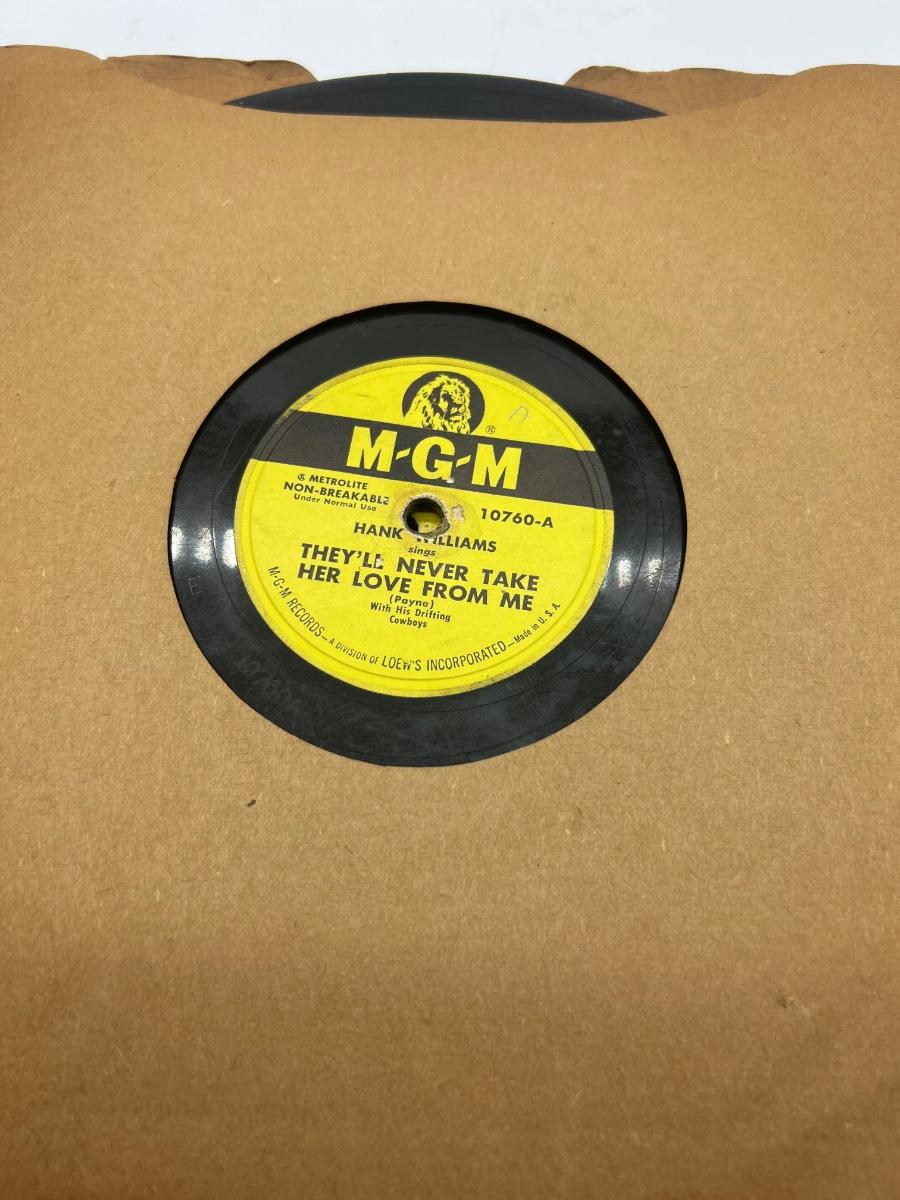 A
®
M-G-M
METROLITE
NON-BREAKABLE
Under Normal Use
10760-A
HANK WILLIAMS
sings
THEY'LL NEVER TAKE
HER LOVE FROM ME
(Payne)
With His Drifting
Cowboys
M-G-M RECORDS—A DIVISION OF LOEW'S INCORPORATED—Made in U.S.A.